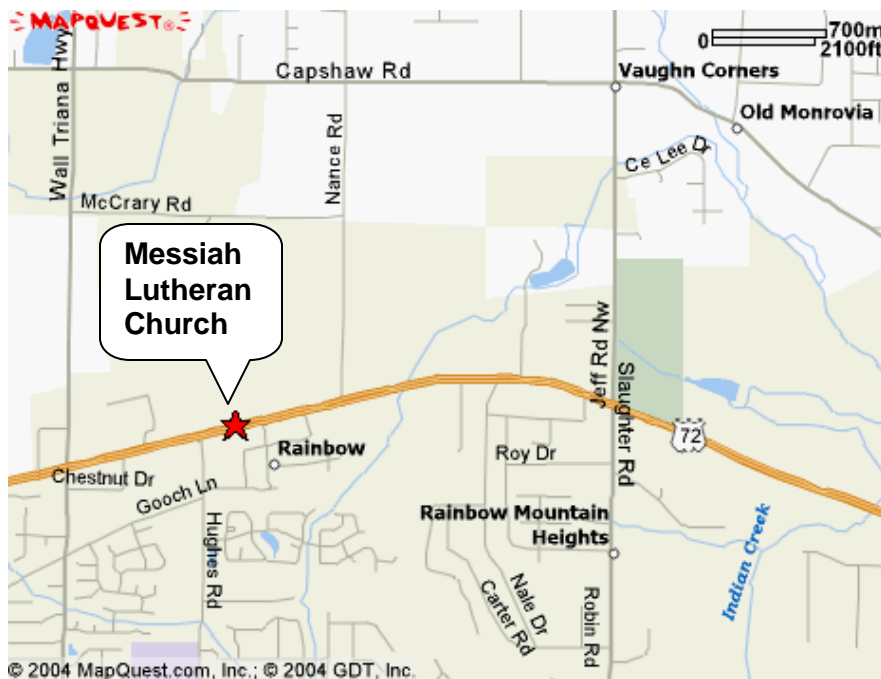 MAPQUEST®
0 700m
2100ft
Wall Triana Hwy
Capshaw Rd
Vaughn Corners
Old Monrovia
Nance Rd
Ce Lee Dr
McCrary Rd
Messiah
Lutheran
Church
Jeff Rd NW
Slaughter Rd
72
Rainbow
Chestnut Dr
Roy Dr
Gooch Ln
Rainbow Mountain
Heights
Hughes Rd
Indian Creek
Nale Dr
Carter Rd
Robin Rd
© 2004 MapQuest.com, Inc.; © 2004 GDT, Inc.